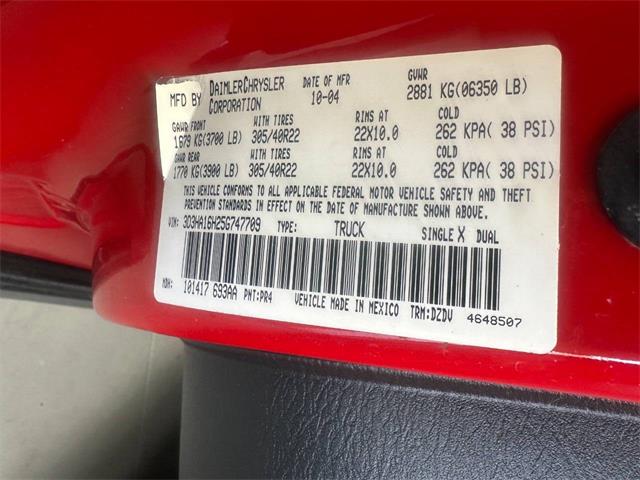 MFD BY DAIMLERCHRYSLER CORPORATION DATE OF MFR 10-04 GVWR 2881 KG(06350 LB)
GAWR FRONT WITH TIRES RIMS AT COLD
1679 KG(3700 LB) 305/40R22 22X10.0 262 KPA( 38 PSI)
GAWR REAR WITH TIRES RIMS AT COLD
1770 KG(3900 LB) 305/40R22 22X10.0 262 KPA( 38 PSI)
THIS VEHICLE CONFORMS TO ALL APPLICABLE FEDERAL MOTOR VEHICLE SAFETY AND THEFT
PREVENTION STANDARDS IN EFFECT ON THE DATE OF MANUFACTURE SHOWN ABOVE.
VIN: 3D3HA16H25G747709 TYPE: TRUCK SINGLE X DUAL
MDH: 101417 693AA PNT:PR4 VEHICLE MADE IN MEXICO TRM:DZDV 4648507